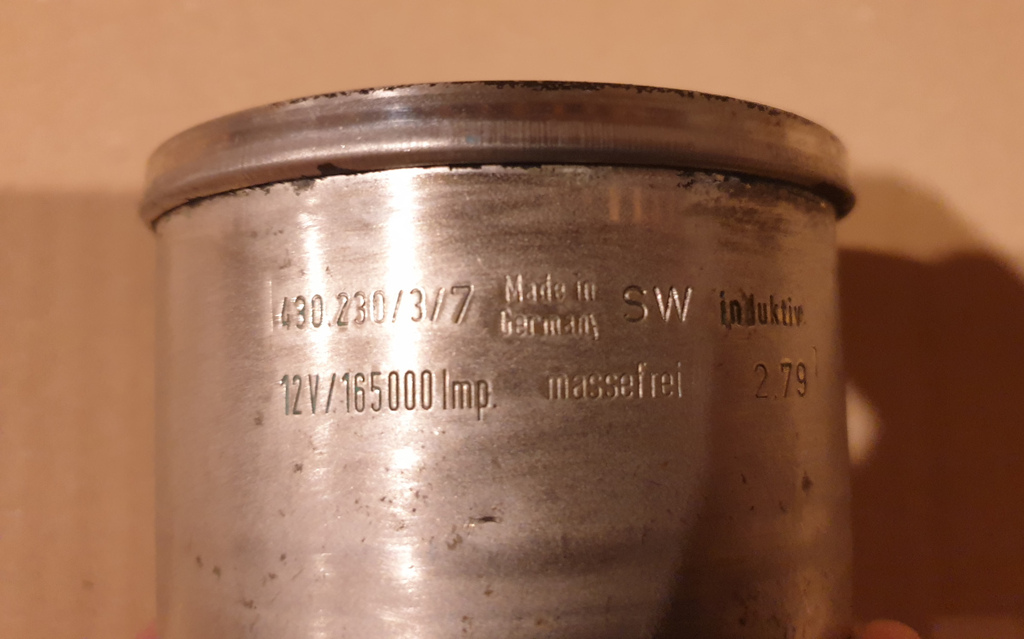 430.230/3/7 Made in Germany SW induktiv.
12V/165000 Imp. massefrei 2.79